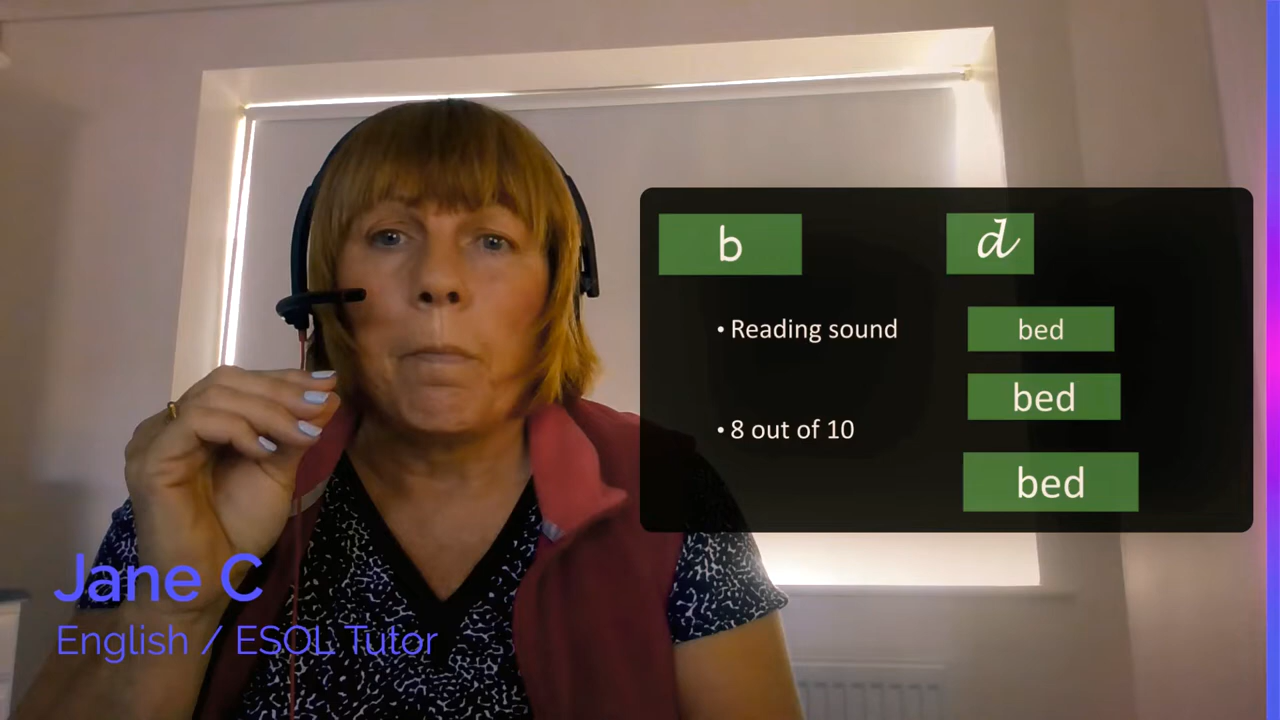 b
d
• Reading sound
bed
bed
• 8 out of 10
bed
Jane C
English / ESOL Tutor